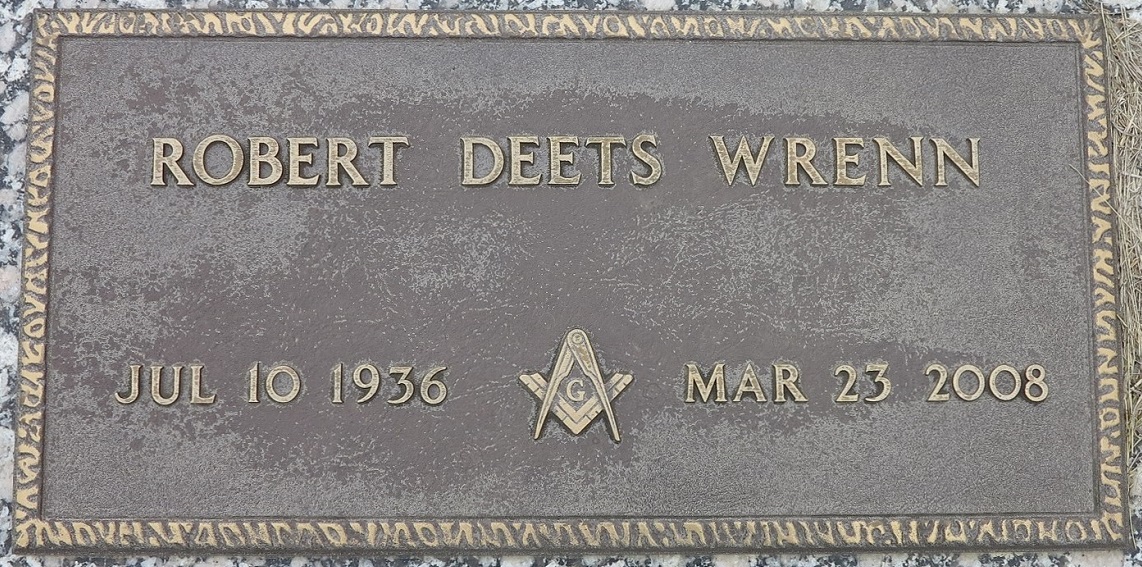 ROBERT DEETS WRENN
JUL 10 1936 G MAR 23 2008